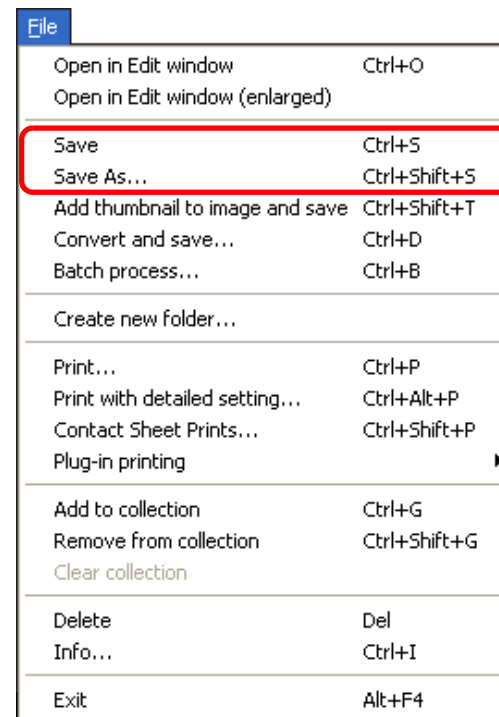 File
Open in Edit window Ctrl+O
Open in Edit window (enlarged)
Save Ctrl+S
Save As... Ctrl+Shift+S
Add thumbnail to image and save Ctrl+Shift+T
Convert and save... Ctrl+D
Batch process... Ctrl+B
Create new folder...
Print... Ctrl+P
Print with detailed setting... Ctrl+Alt+P
Contact Sheet Prints... Ctrl+Shift+P
Plug-in printing
Add to collection Ctrl+G
Remove from collection Ctrl+Shift+G
Clear collection
Delete Del
Info... Ctrl+I
Exit Alt+F4